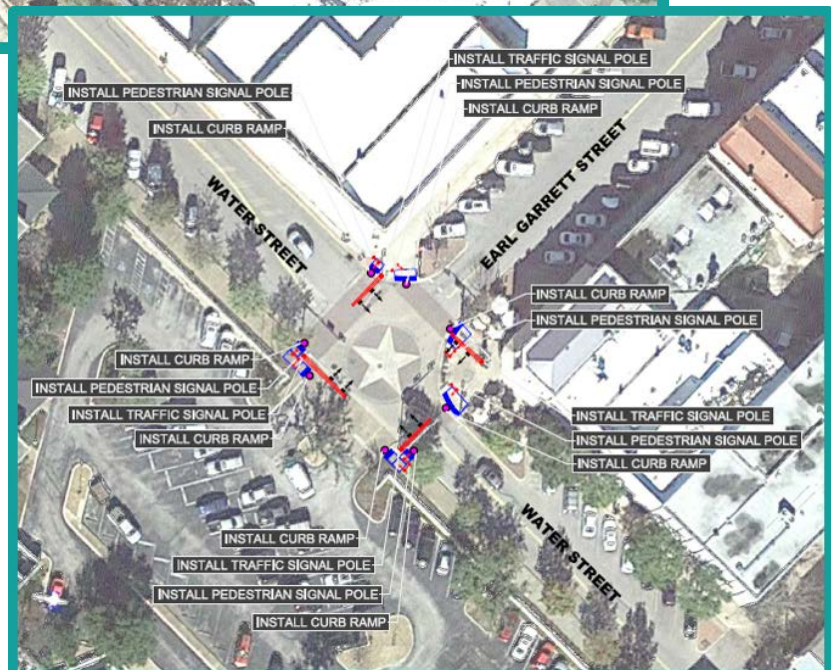 INSTALL TRAFFIC SIGNAL POLE
INSTALL PEDESTRIAN SIGNAL POLE
INSTALL PEDESTRIAN SIGNAL POLE
INSTALL CURB RAMP
INSTALL CURB RAMP
WATER STREET
EARL GARRETT STREET
INSTALL CURB RAMP
INSTALL PEDESTRIAN SIGNAL POLE
INSTALL CURB RAMP
INSTALL PEDESTRIAN SIGNAL POLE
INSTALL TRAFFIC SIGNAL POLE
INSTALL CURB RAMP
INSTALL TRAFFIC SIGNAL POLE
INSTALL PEDESTRIAN SIGNAL POLE
INSTALL CURB RAMP
WATER STREET
INSTALL CURB RAMP
INSTALL TRAFFIC SIGNAL POLE
INSTALL PEDESTRIAN SIGNAL POLE
INSTALL CURB RAMP